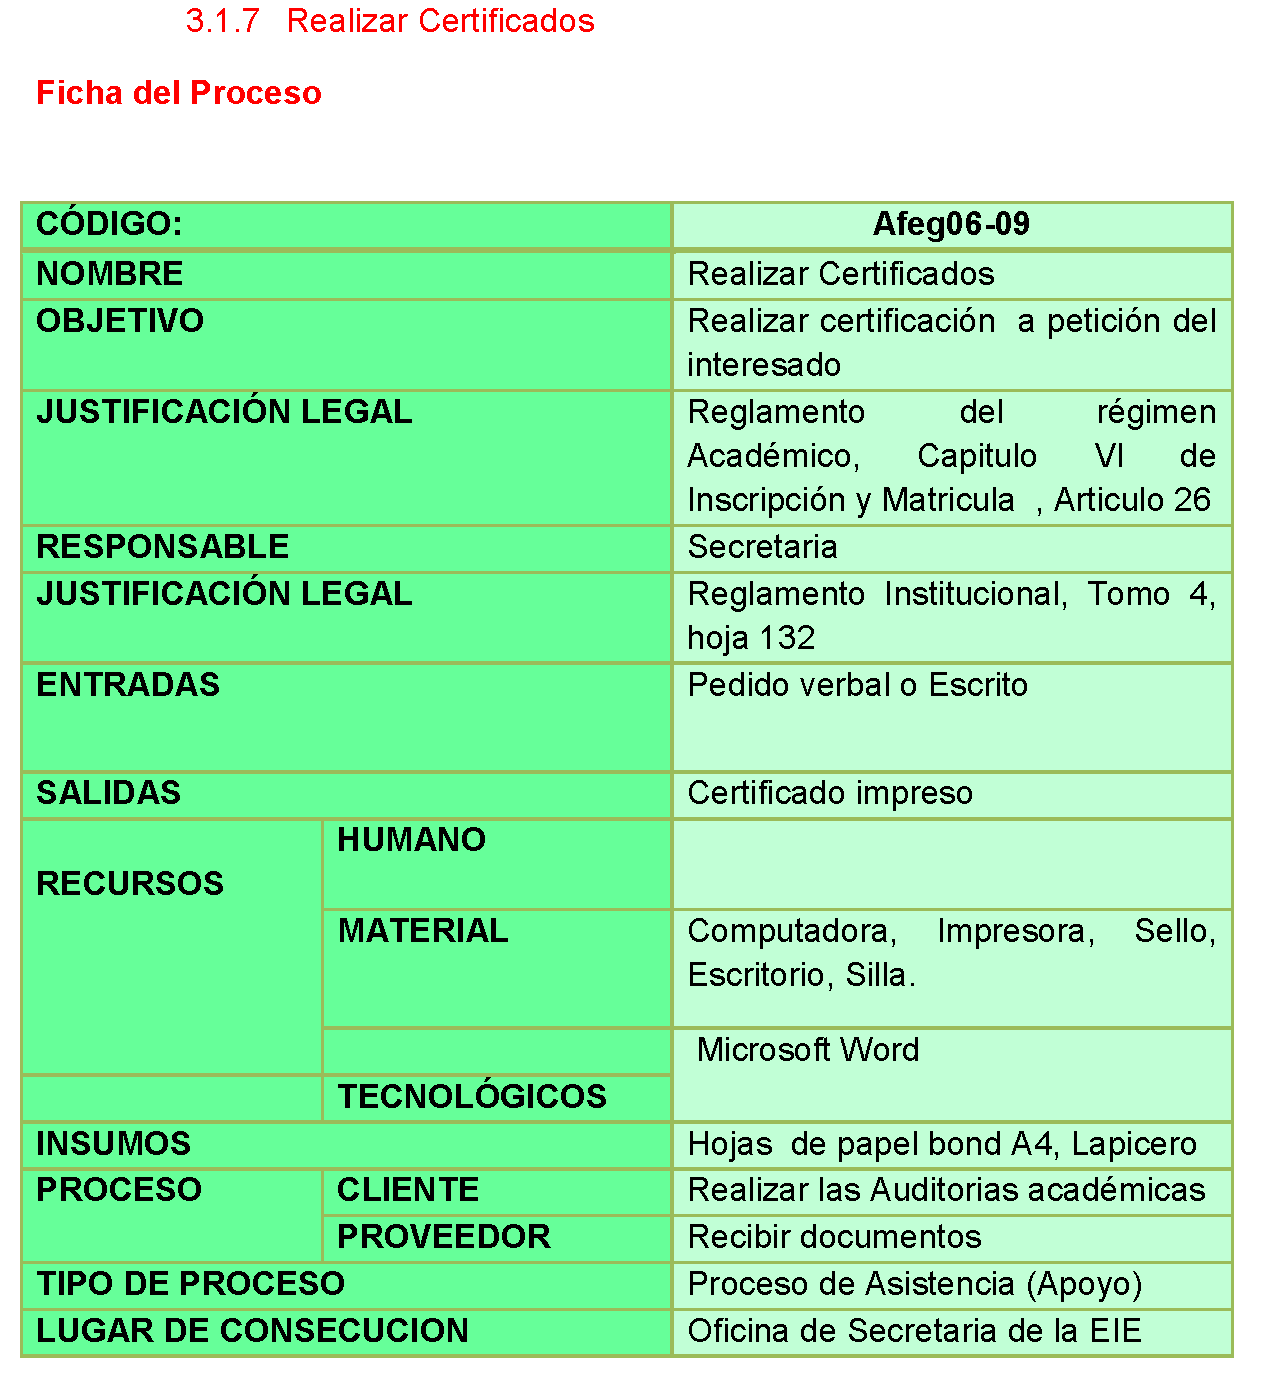 3.1.7 Realizar Certificados
Ficha del Proceso
CÓDIGO: Afeg06-09
NOMBRE Realizar Certificados
OBJETIVO Realizar certificación a petición del
interesado
JUSTIFICACIÓN LEGAL Reglamento del régimen
Académico, Capitulo VI de
Inscripción y Matricula , Articulo 26
RESPONSABLE Secretaria
JUSTIFICACIÓN LEGAL Reglamento Institucional, Tomo 4,
hoja 132
ENTRADAS Pedido verbal o Escrito
SALIDAS Certificado impreso
HUMANO
RECURSOS
MATERIAL Computadora, Impresora, Sello,
Escritorio, Silla.
Microsoft Word
TECNOLÓGICOS
INSUMOS Hojas de papel bond A4, Lapicero
PROCESO CLIENTE Realizar las Auditorias académicas
PROVEEDOR Recibir documentos
TIPO DE PROCESO Proceso de Asistencia (Apoyo)
LUGAR DE CONSECUCION Oficina de Secretaria de la EIE